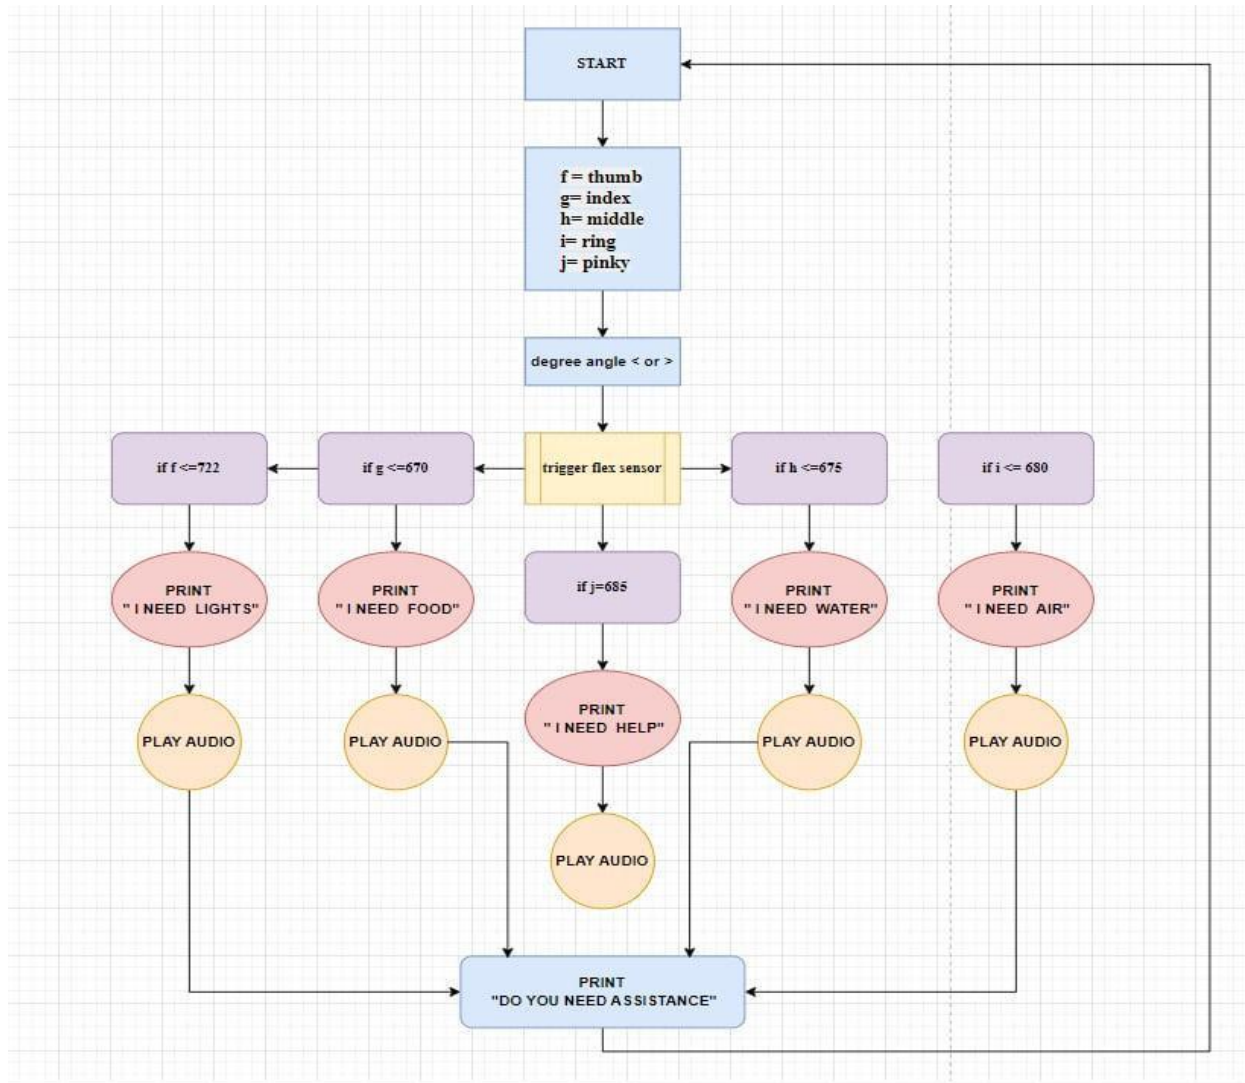 START
f = thumb
g= index
h= middle
i= ring
j= pinky
degree angle < or >
if f <=722
if g <=670
trigger flex sensor
if h <=675
if i <= 680
PRINT
" I NEED  LIGHTS"
PRINT
" I NEED  FOOD"
if j=685
PRINT
" I NEED  WATER"
PRINT
" I NEED  AIR"
PRINT
" I NEED  HELP"
PLAY AUDIO
PLAY AUDIO
PLAY AUDIO
PLAY AUDIO
PLAY AUDIO
PRINT
"DO YOU NEED ASSISTANCE"